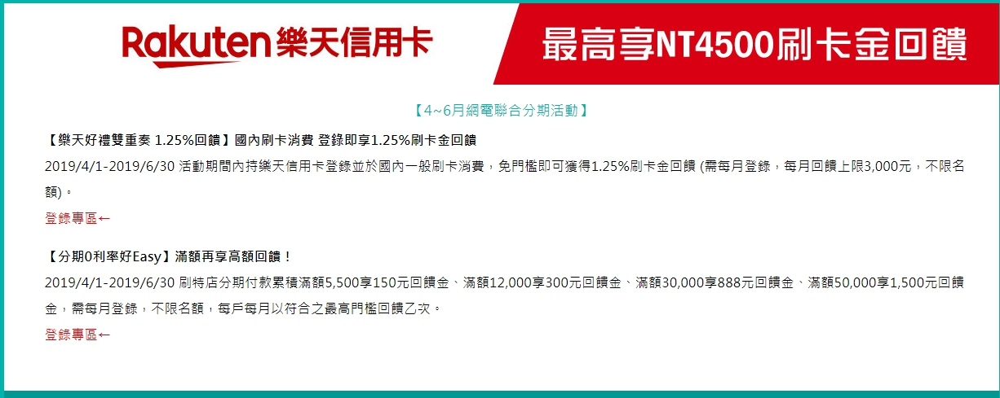 Rakuten 樂天信用卡
最高享NT4500刷卡金回饋
【4~6月網電聯合分期活動】
【樂天好禮雙重奏 1.25%回饋】國內刷卡消費 登錄即享1.25%刷卡金回饋
2019/4/1-2019/6/30 活動期間內持樂天信用卡登錄並於國內一般刷卡消費，免門檻即可獲得1.25%刷卡金回饋 (需每月登錄，每月回饋上限3,000元，不限名
額)。
登錄專區←
【分期0利率好Easy】滿額再享高額回饋！
2019/4/1-2019/6/30 刷特店分期付款累積滿額5,500享150元回饋金、滿額12,000享300元回饋金、滿額30,000享888元回饋金、滿額50,000享1,500元回饋
金，需每月登錄，不限名額，每戶每月以符合之最高門檻回饋乙次。
登錄專區←